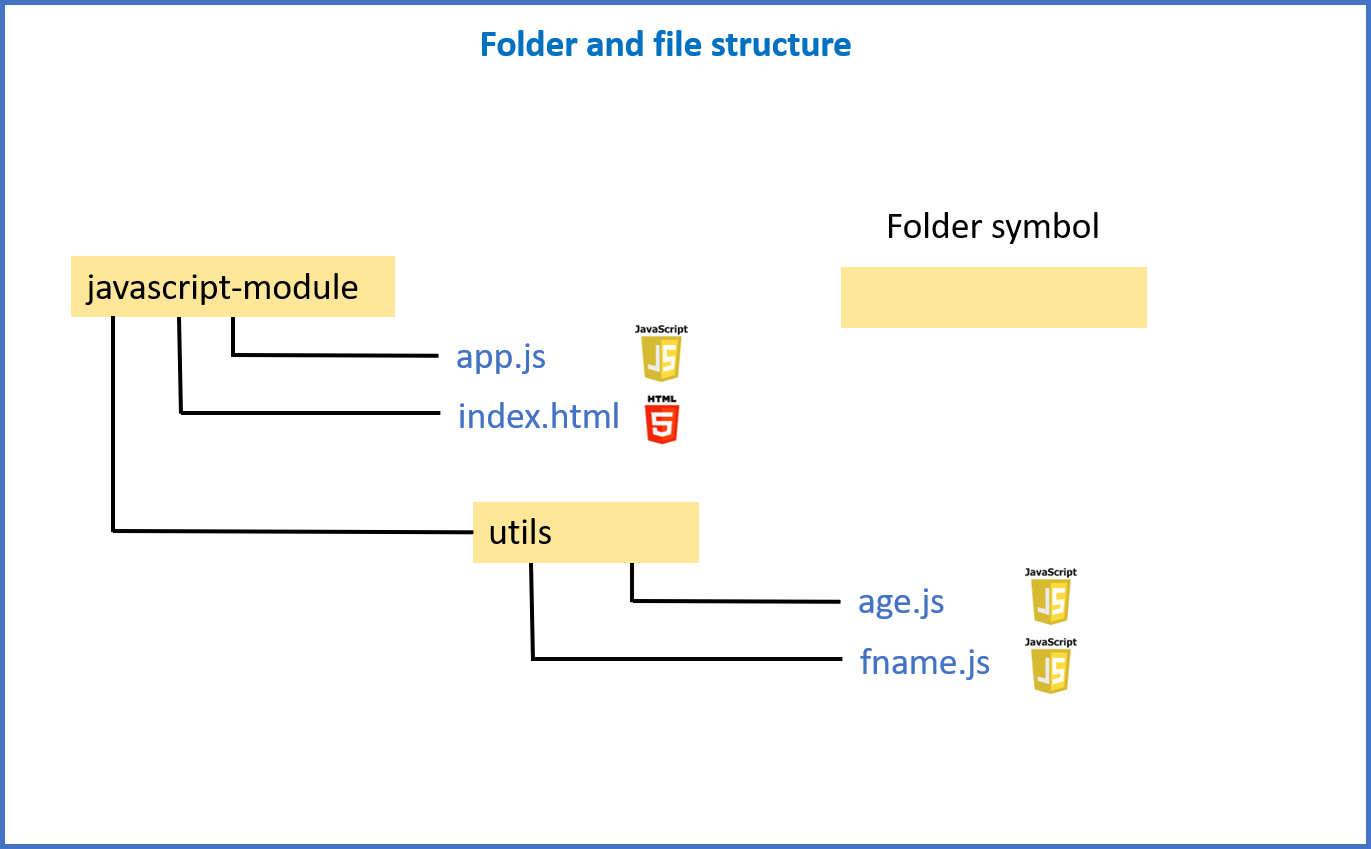 Folder and file structure
Folder symbol
javascript-module
JavaScript
JS
app.js
HTML
5
index.html
utils
JavaScript
JS
age.js
JavaScript
JS
fname.js